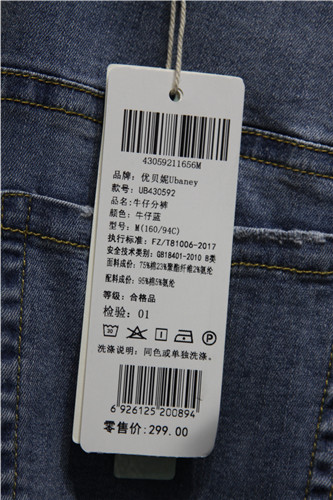 43059211656M
品牌:优贝妮Ubaney
款号:UB430592
品名:牛仔分裤
颜色:牛仔蓝
型号:M(160/94C)
执行标准:FZ/T81006-2017
安全技术类别:GB18401-2010 B类
面料成份:75%棉23%聚酯纤维2%氨纶
配料成份:95%棉5%氨纶
等级:合格品
检验:01
洗涤说明:同色或单独洗涤.
6 926125 200894
零售价:299.00